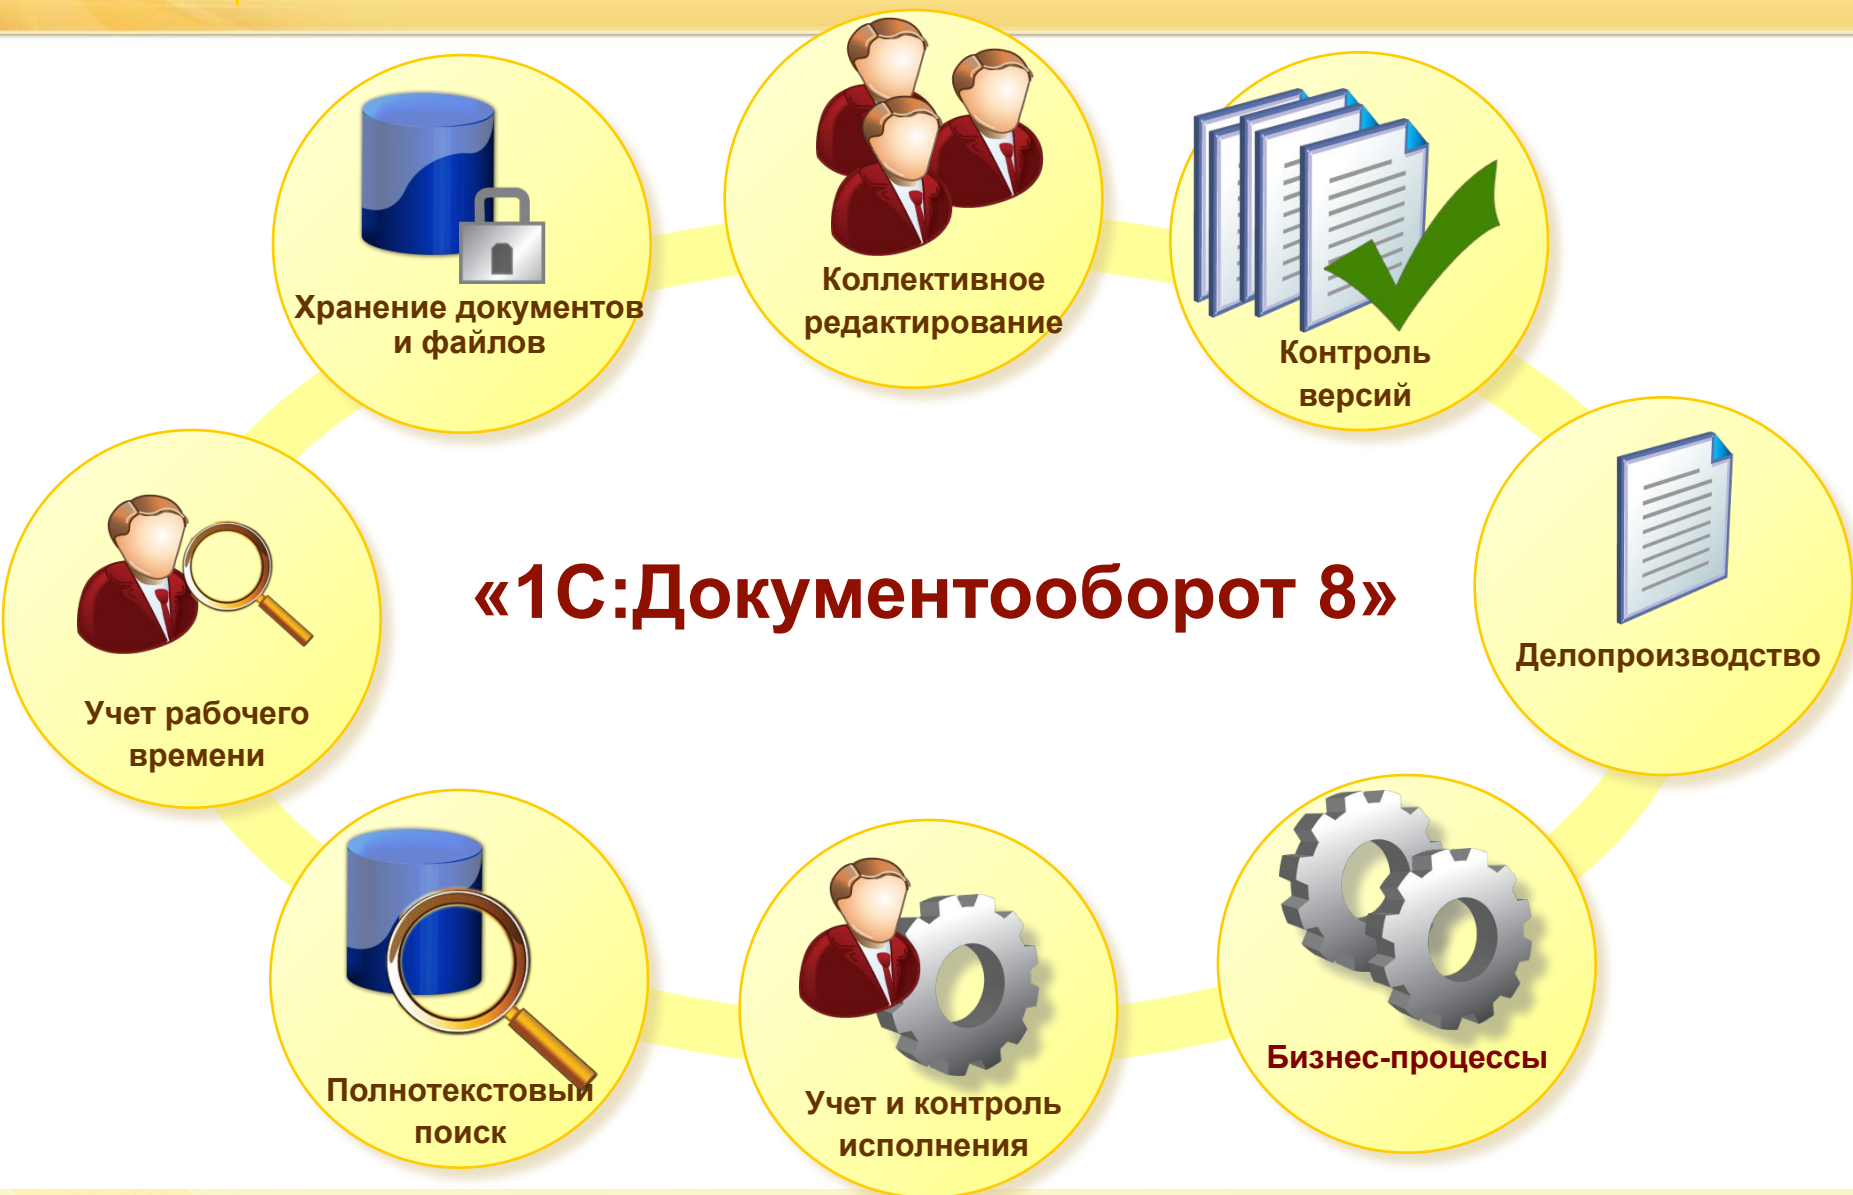 Хранение документов
и файлов
Коллективное
редактирование
Контроль
версий
Учет рабочего
времени
«1С:Документооборот 8»
Делопроизводство
Полнотекстовый
поиск
Учет и контроль
исполнения
Бизнес-процессы